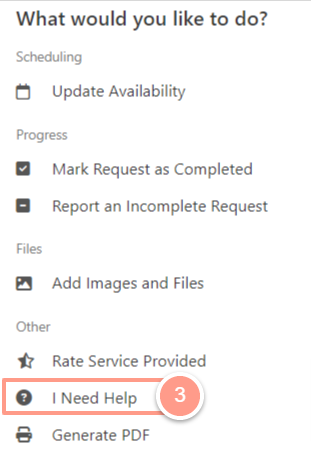 What would you like to do?
Scheduling
Update Availability
Progress
Mark Request as Completed
Report an Incomplete Request
Files
Add Images and Files
Other
Rate Service Provided
I Need Help
3
Generate PDF